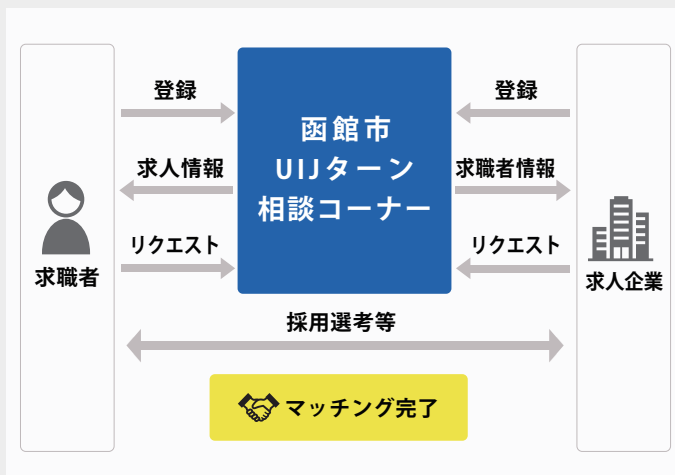 登録
登録
函館市
UIJターン
相談コーナー
求人情報
求職者情報
リクエスト
リクエスト
求職者
求人企業
採用選考等
マッチング完了